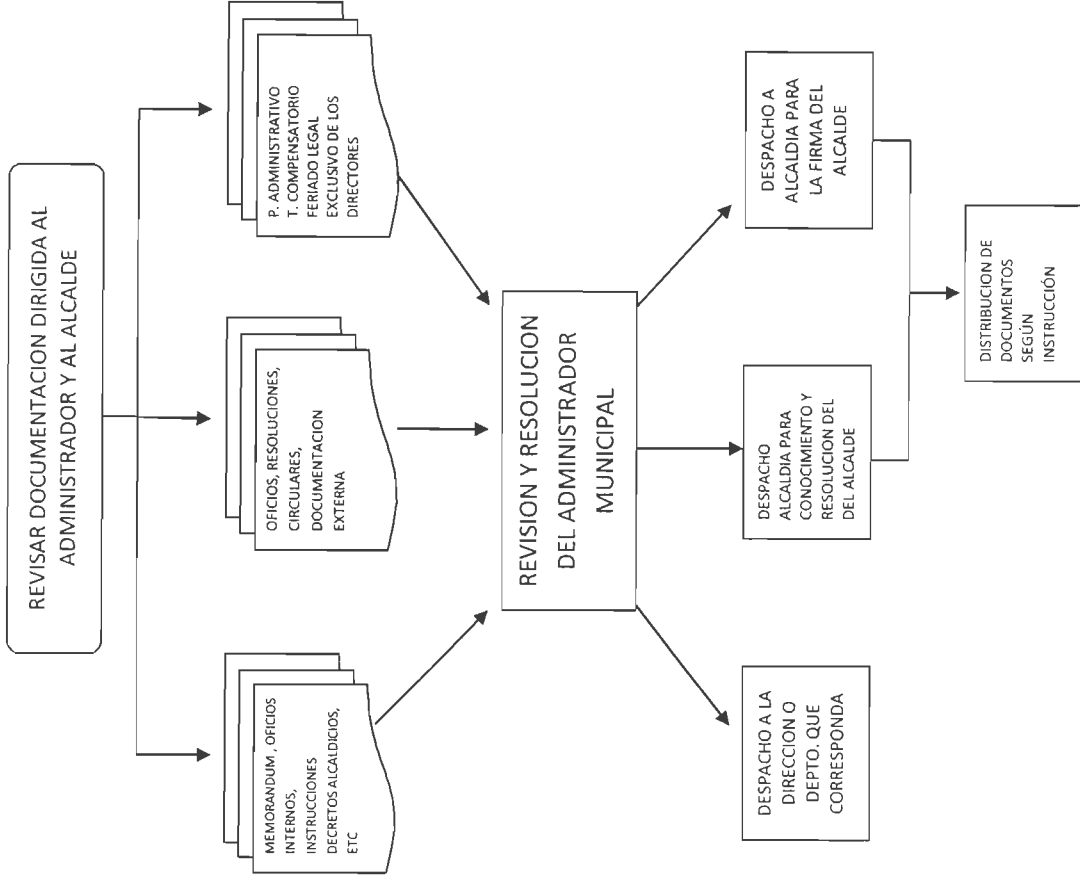 REVISAR DOCUMENTACION DIRIGIDA AL
ADMINISTRADOR Y AL ALCALDE
MEMORANDUM , OFICIOS
INTERNOS,
INSTRUCCIONES
DECRETOS ALCALDICIOS,
ETC
OFICIOS, RESOLUCIONES,
CIRCULARES,
DOCUMENTACION
EXTERNA
P. ADMINISTRATIVO
T. COMPENSATORIO
FERIADO LEGAL
EXCLUSIVO DE LOS
DIRECTORES
REVISION Y RESOLUCION
DEL ADMINISTRADOR
MUNICIPAL
DESPACHO A LA
DIRECCION O
DEPTO. QUE
CORRESPONDA
DESPACHO
ALCALDIA PARA
CONOCIMIENTO Y
RESOLUCION DEL
DEL ALCALDE
DESPACHO A
ALCALDIA PARA
LA FIRMA DEL
ALCALDE
DISTRIBUCION DE
DOCUMENTOS
SEGÚN
INSTRUCCIÓN